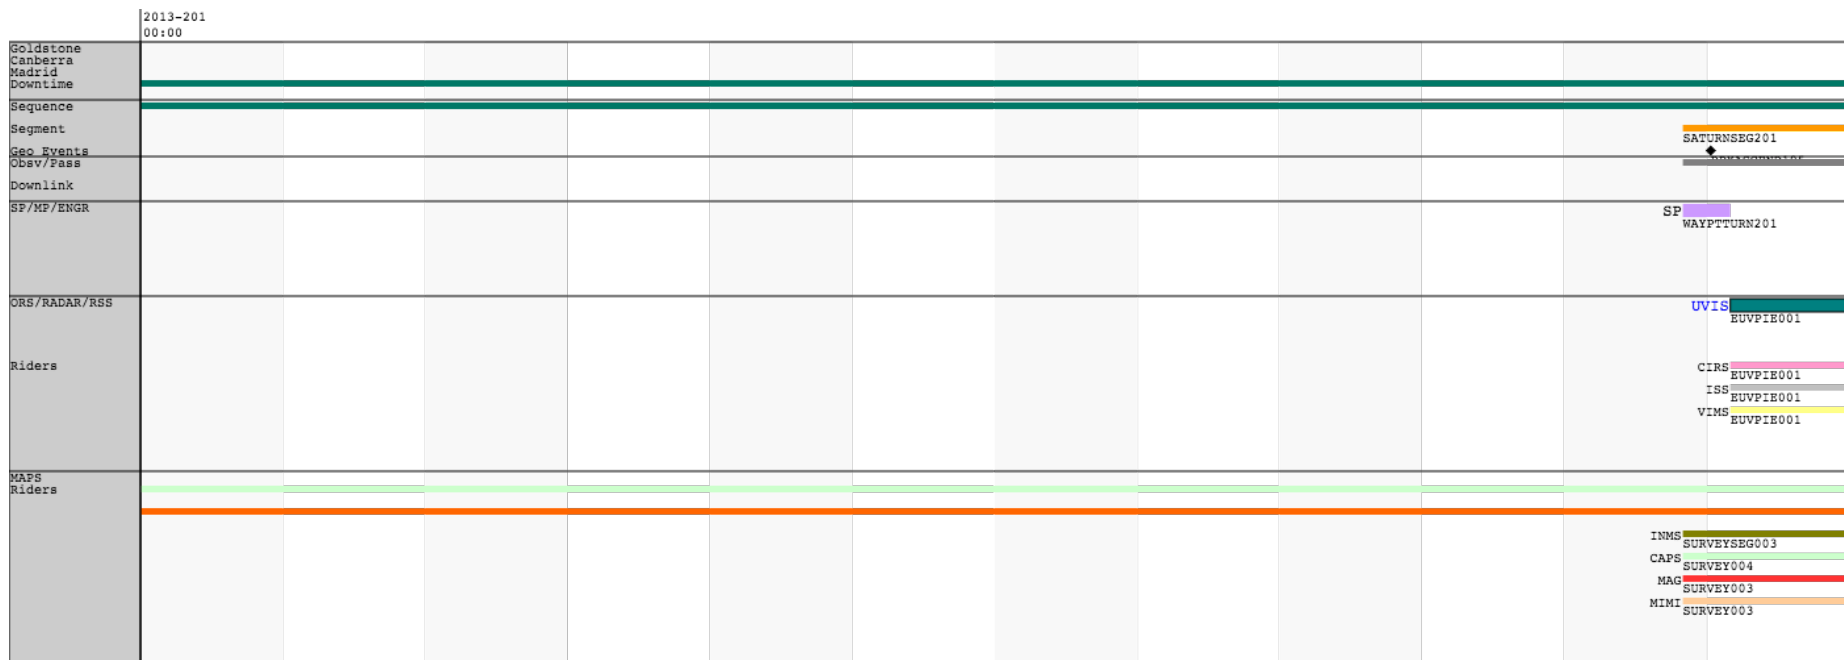 2013-201
00:00
Goldstone
Canberra
Madrid
Downtime
Sequence
Segment
SATURNSEG201
Geo Events
Obsv/Pass
Downlink
SP/MP/ENGR
SP
WAYPTTURN201
ORS/RADAR/RSS
UVIS
EUVPIE001
Riders
CIRS
EUVPIE001
ISS
EUVPIE001
VIMS
EUVPIE001
MAPS
Riders
INMS
SURVEYSEG003
CAPS
SURVEY004
MAG
SURVEY003
MIMI
SURVEY003